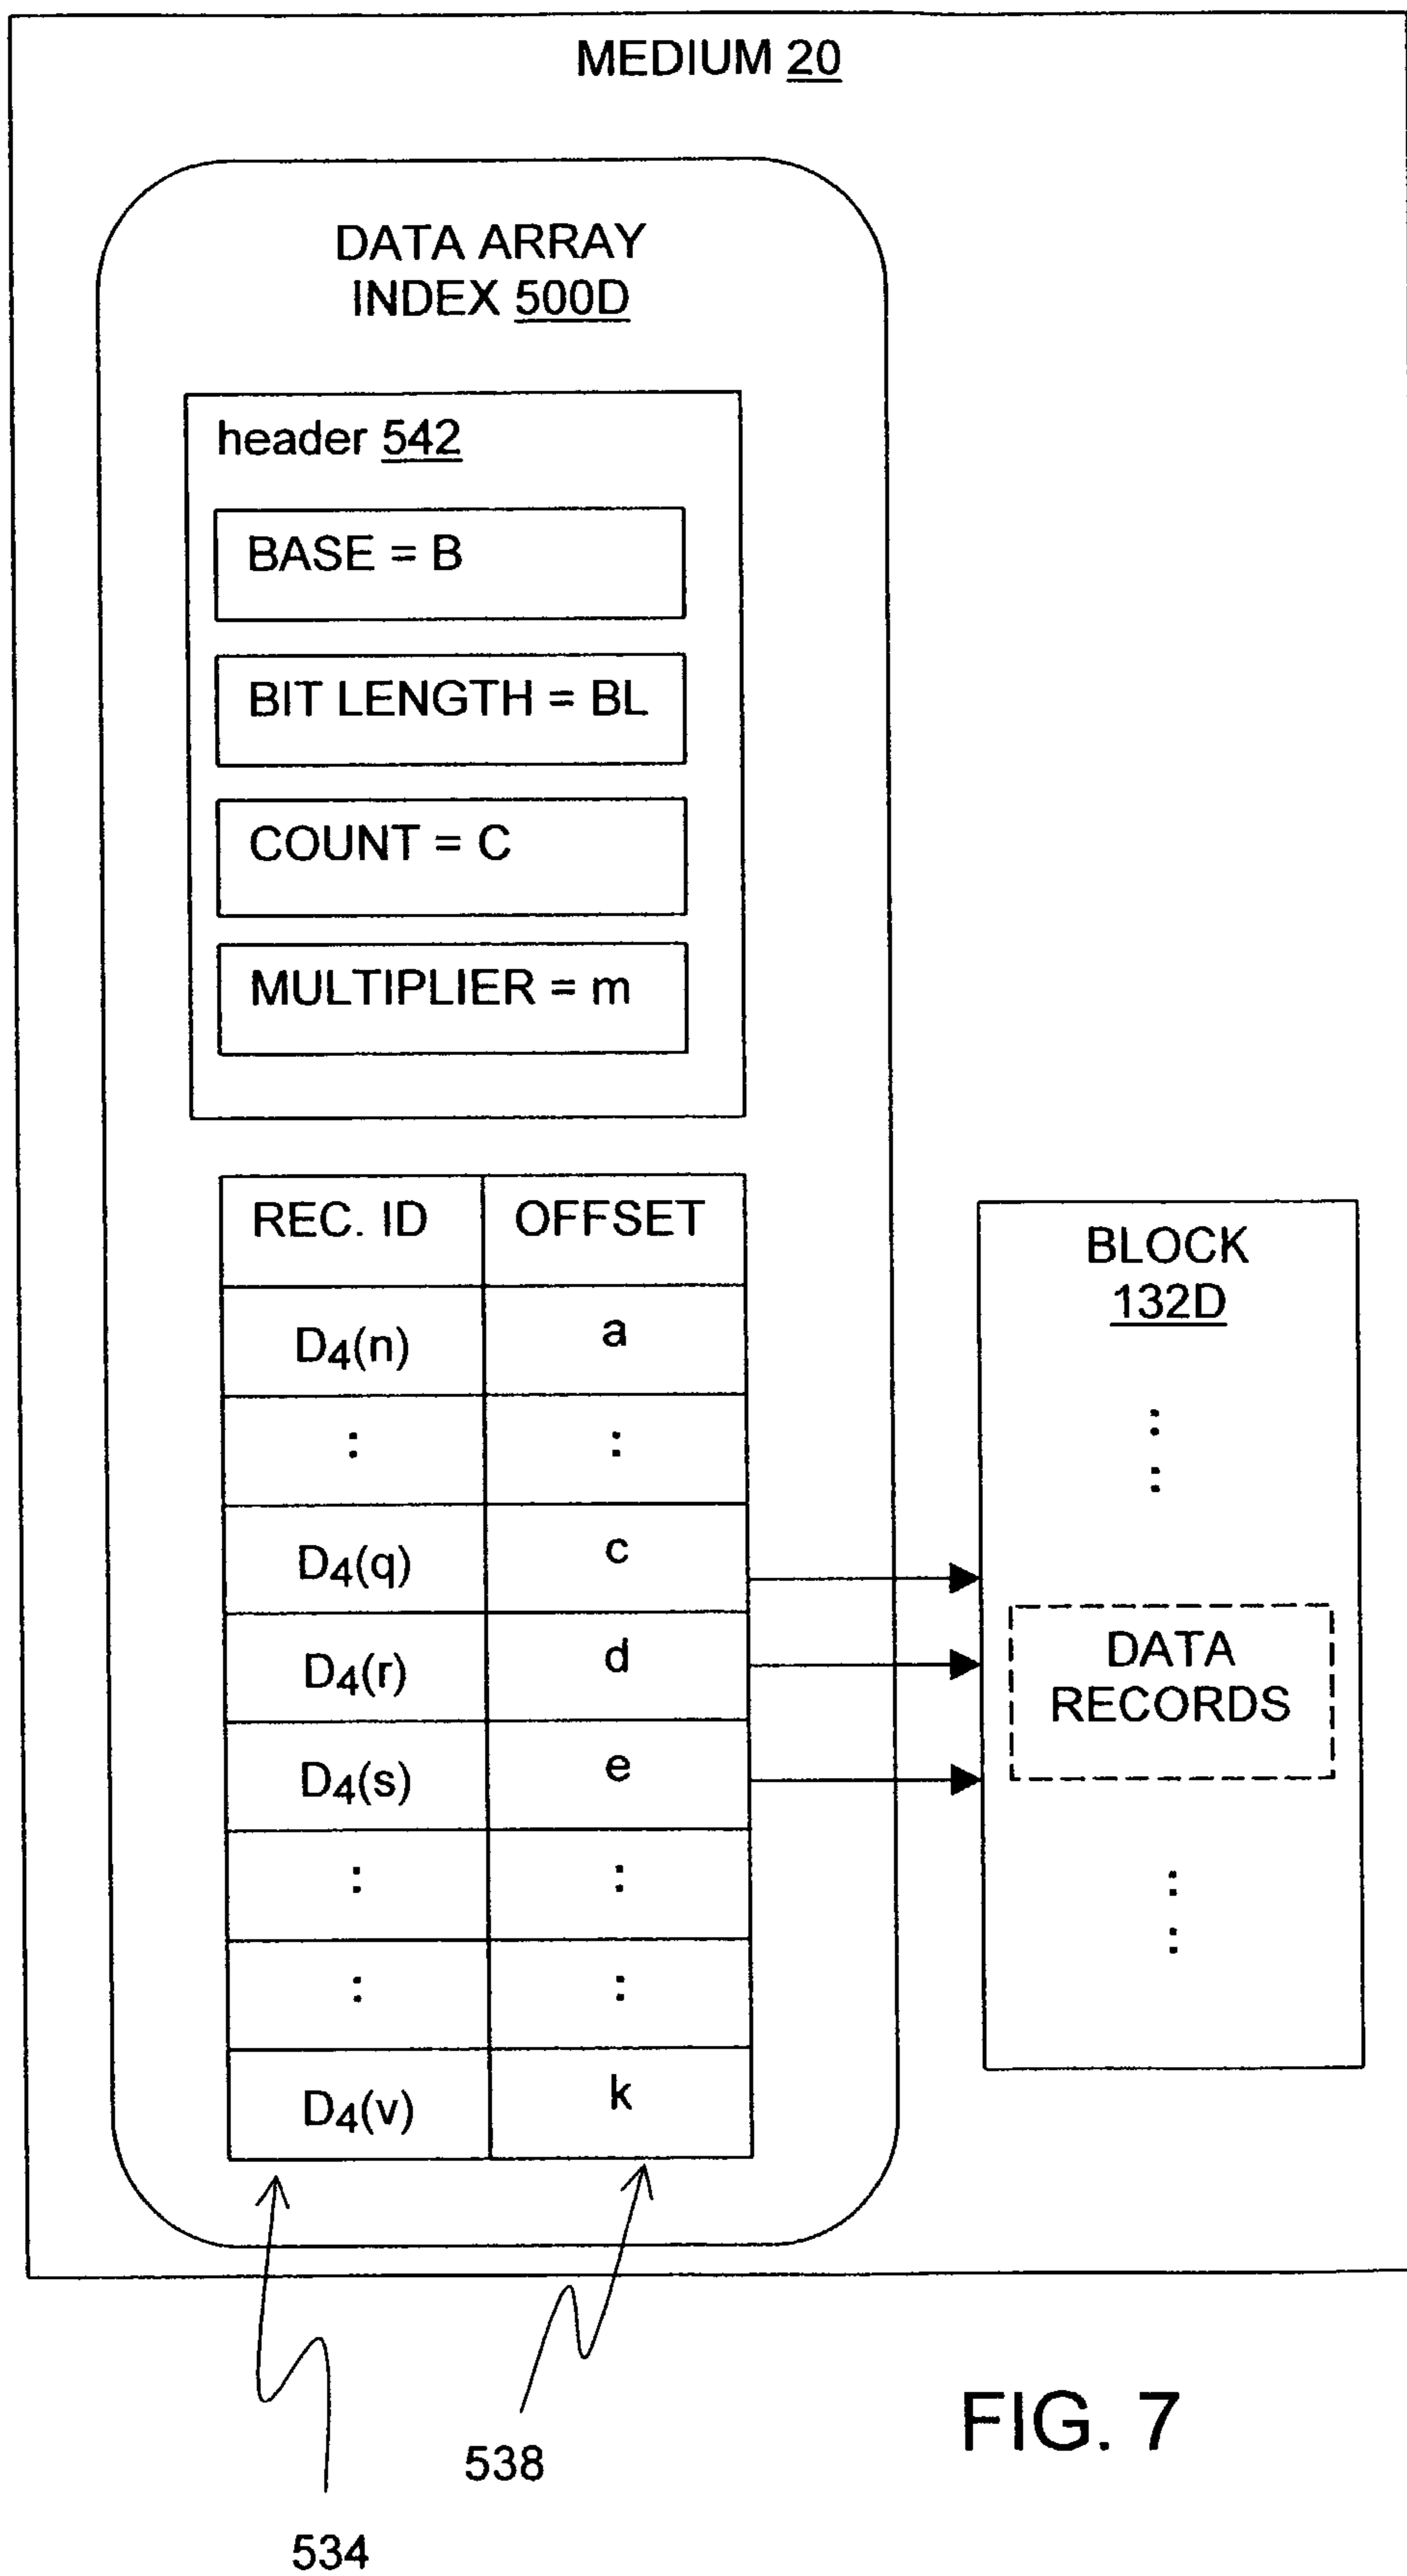 MEDIUM 20
DATA ARRAY
INDEX 500D
header 542
BASE = B
BIT LENGTH = BL
COUNT = C
MULTIPLIER = m
REC. ID OFFSET
D4(n) a
: :
D4(q) c
D4(r) d
D4(s) e
: :
: :
D4(v) k
BLOCK
132D
:
:
DATA
RECORDS
:
:
534
538
FIG. 7